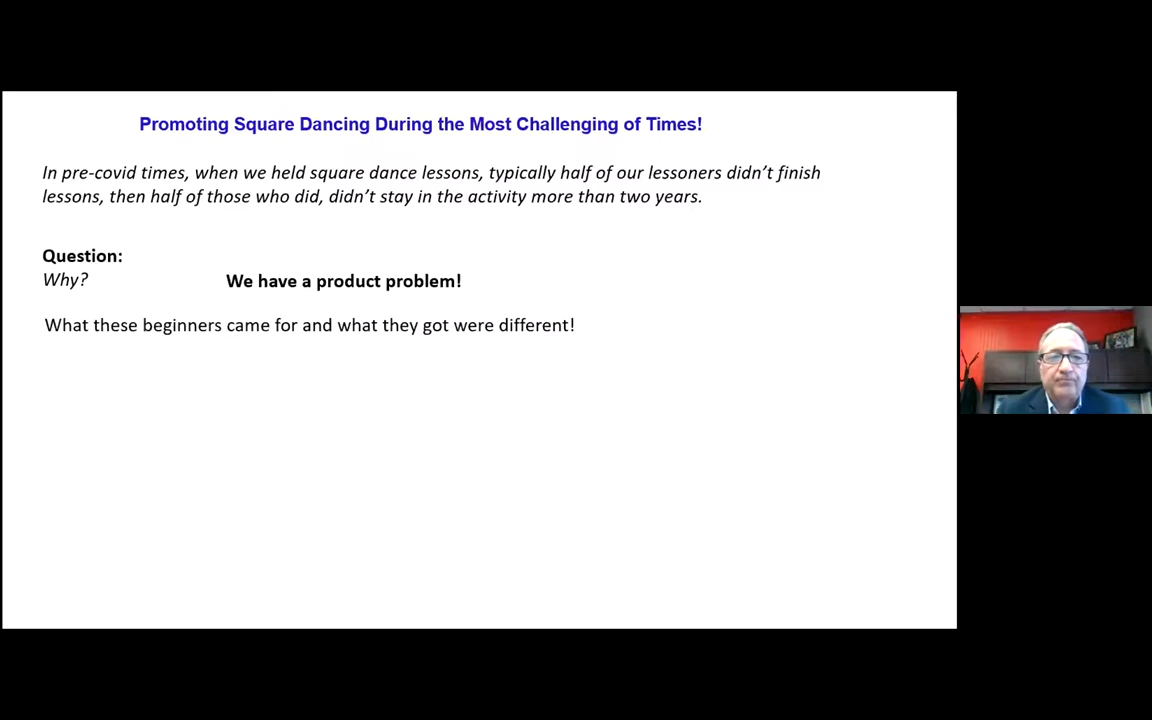 Promoting Square Dancing During the Most Challenging of Times!
In pre-covid times, when we held square dance lessons, typically half of our lessoners didn’t finish
lessons, then half of those who did, didn’t stay in the activity more than two years.
Question:
Why?
We have a product problem!
What these beginners came for and what they got were different!